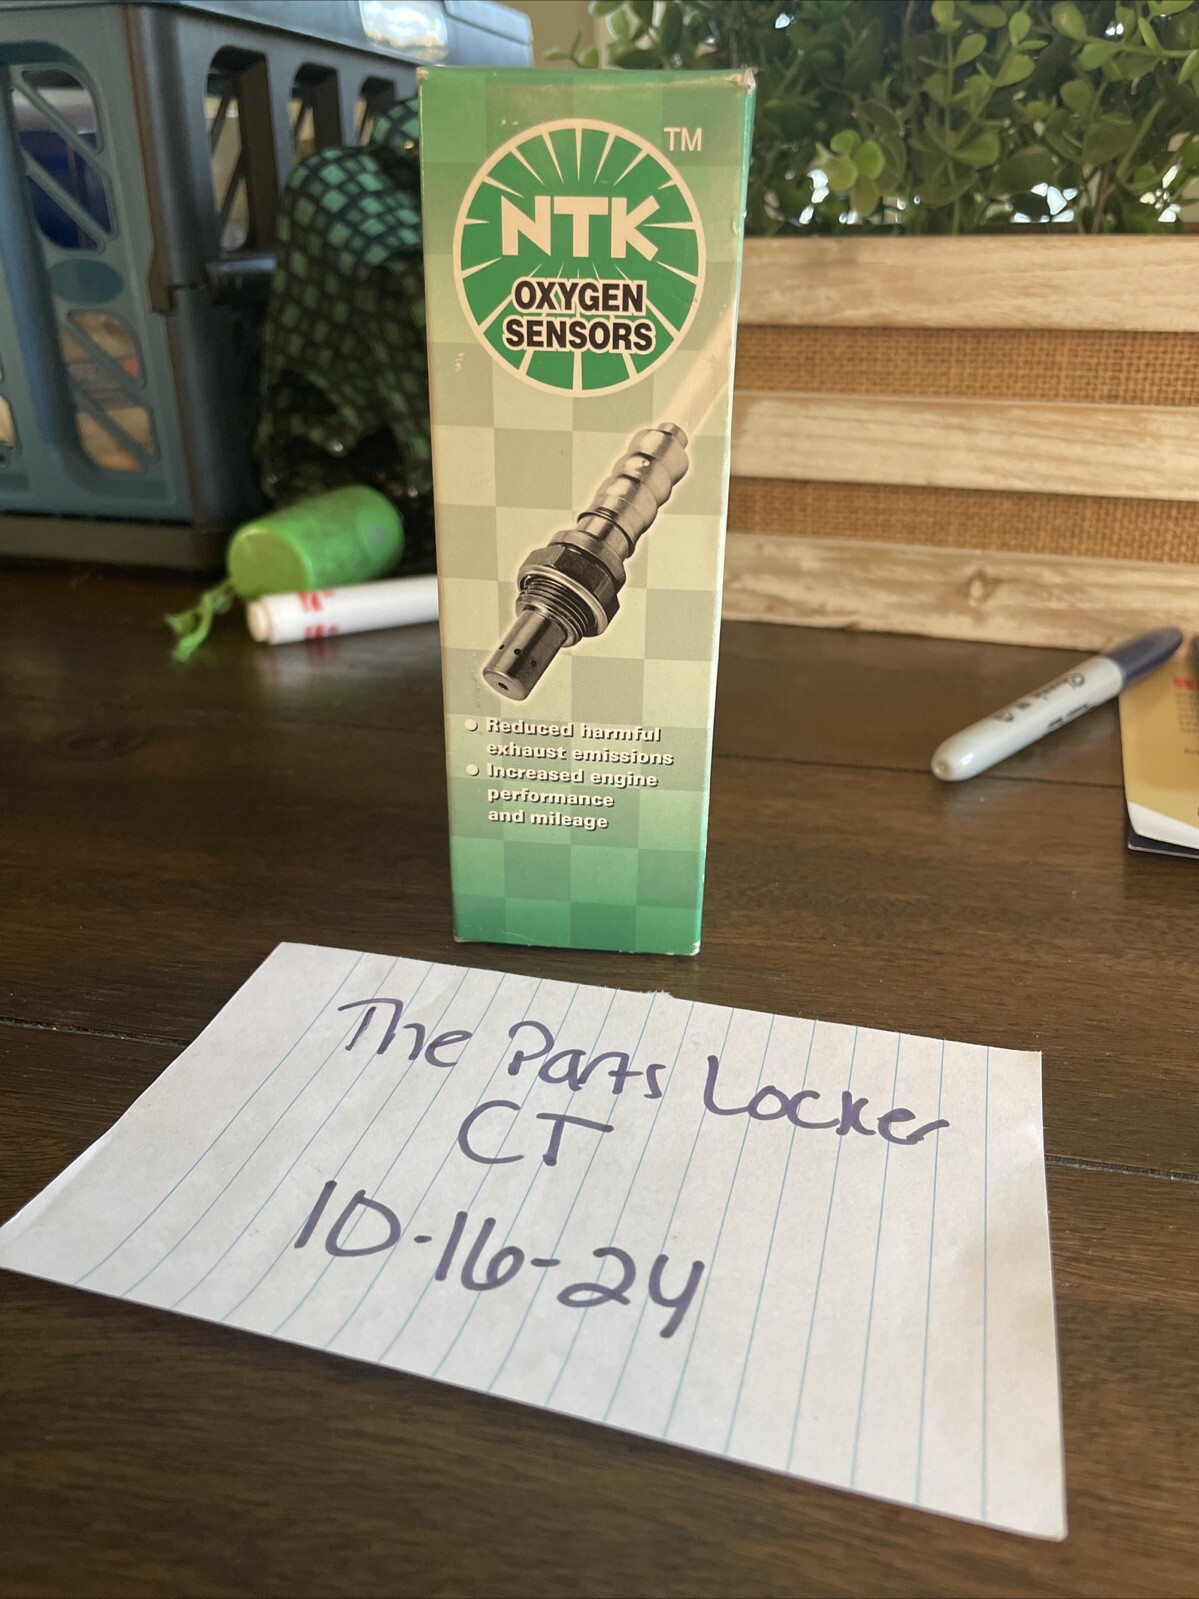 TM
NTK
OXYGEN
SENSORS
Reduced harmful
exhaust emissions
Increased engine
performance
and mileage
The Parts Locker
CT
10-16-24